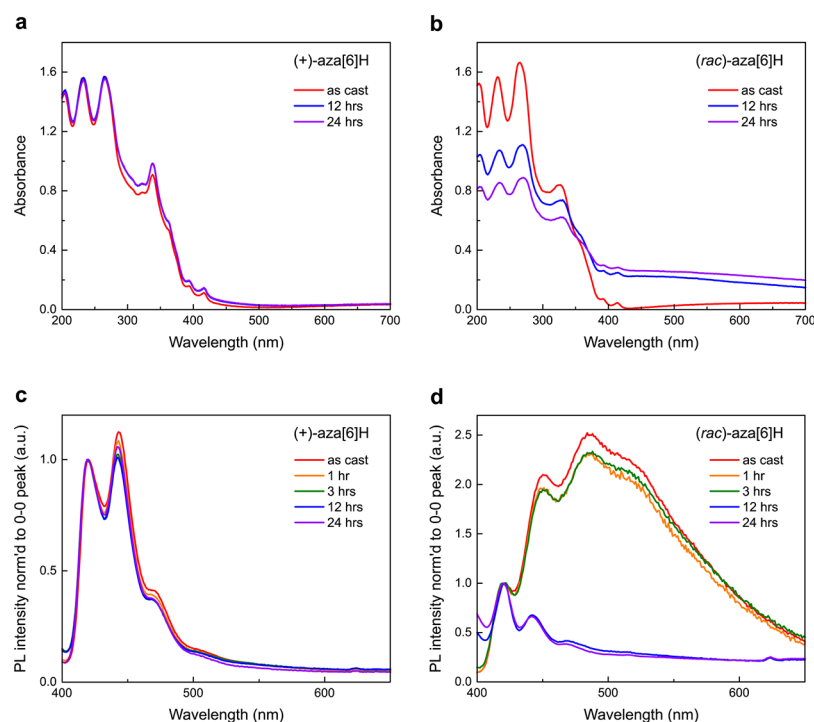 a
(+)-aza[6]H
as cast
12 hrs
24 hrs
Absorbance
1.6
1.2
0.8
0.4
0.0
200 300 400 500 600 700
Wavelength (nm)
b
(rac)-aza[6]H
as cast
12 hrs
24 hrs
Absorbance
1.6
1.2
0.8
0.4
0.0
200 300 400 500 600 700
Wavelength (nm)
c
(+)-aza[6]H
as cast
1 hr
3 hrs
12 hrs
24 hrs
PL intensity norm'd to 0-0 peak (a.u.)
1.0
0.5
0.0
400 500 600
Wavelength (nm)
d
(rac)-aza[6]H
as cast
1 hr
3 hrs
12 hrs
24 hrs
PL intensity norm'd to 0-0 peak (a.u.)
2.5
2.0
1.5
1.0
0.5
0.0
400 500 600
Wavelength (nm)